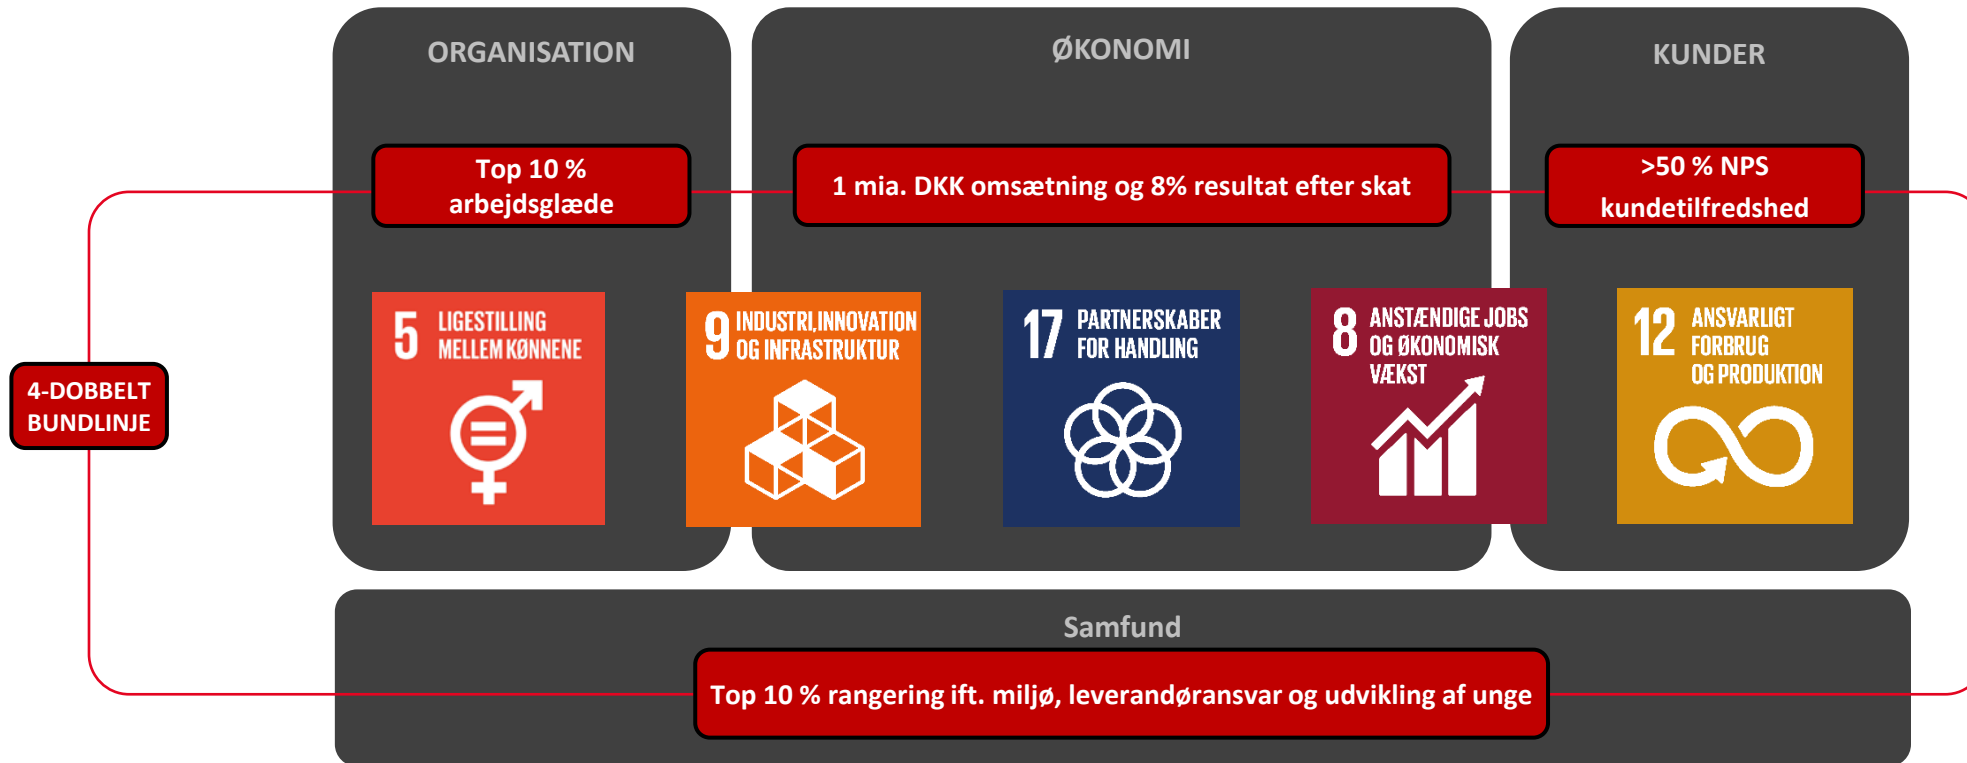 ORGANISATION
ØKONOMI
KUNDER
Top 10 %
arbejdsglæde
1 mia. DKK omsætning og 8% resultat efter skat
>50 % NPS
kundetilfredshed
5 LIGESTILLING
MELLEM KØNNENE
9 INDUSTRI, INNOVATION
OG INFRASTRUKTUR
17 PARTNERSKABER
FOR HANDLING
8 ANSTÆNDIGE JOBS
OG ØKONOMISK
VÆKST
12 ANSVARLIGT
FORBRUG
OG PRODUKTION
4-DOBBELT
BUNDLINJE
Samfund
Top 10 % rangering ift. miljø, leverandøransvar og udvikling af unge